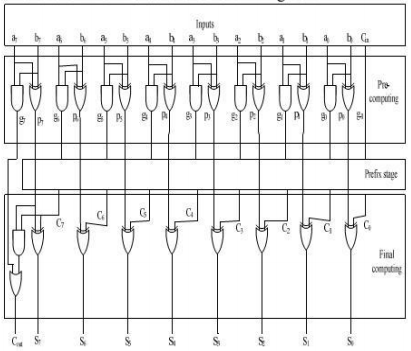 Inputs
a₇ b₇ a₆ b₆ a₅ b₅ a₄ b₄ a₃ b₃ a₂ b₂ a₁ b₁ a₀ b₀ Cᵢₙ
Pre-
computing
g₇ p₇ g₆ p₆ g₅ p₅ g₄ p₄ g₃ p₃ g₂ p₂ g₁ p₁ g₀ p₀
Prefix stage
C₇ C₆ C₅ C₄ C₃ C₂ C₁ C₀
Final
computing
Cₒᵤₜ S₇ S₆ S₅ S₄ S₃ S₂ S₁ S₀